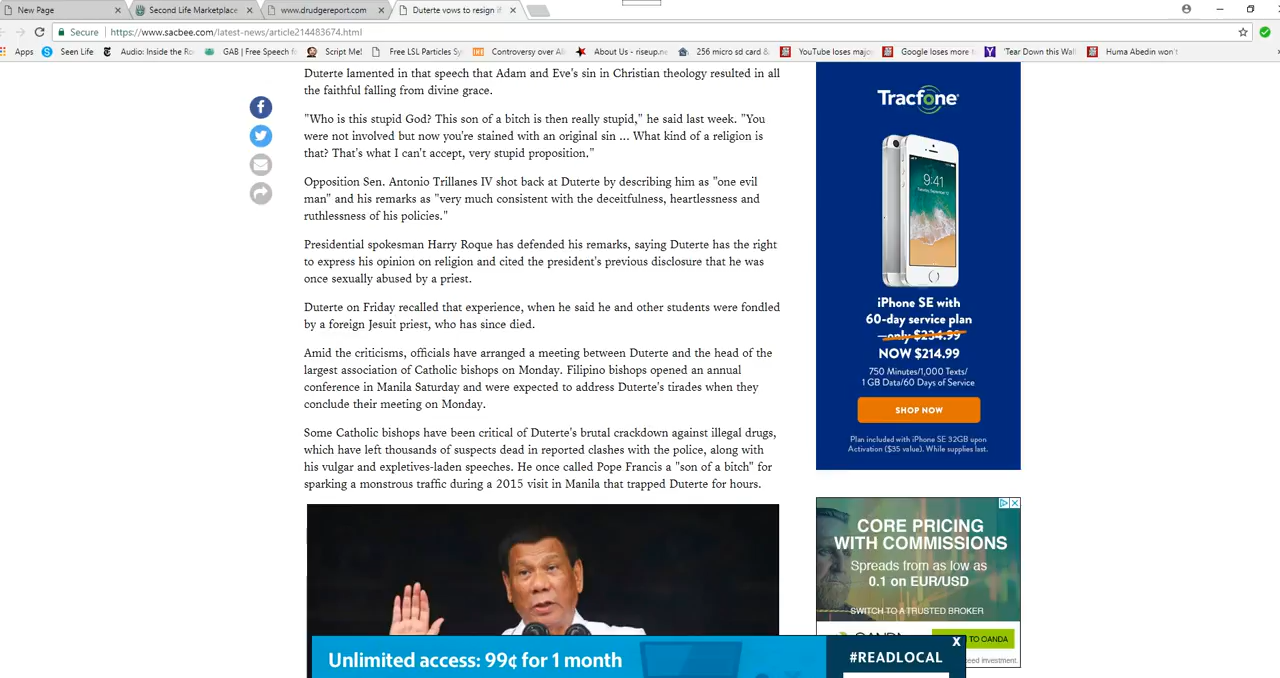 New Page
Second Life Marketplace
www.drudgereport.com
Duterte vows to resign if
Secure
https://www.sacbee.com/latest-news/article214483674.html
Apps
Seen Life
Audio: Inside the Ro
GAB | Free Speech f
Script Me!
Free LSL Particles Sy
Controversy over Al
About Us - riseup.ne
256 micro sd card &
YouTube loses majo
Google loses more
'Tear Down this Wal
Huma Abedin won't
Duterte lamented in that speech that Adam and Eve's sin in Christian theology resulted in all
the faithful falling from divine grace.
"Who is this stupid God? This son of a bitch is then really stupid," he said last week. "You
were not involved but now you're stained with an original sin ... What kind of a religion is
that? That's what I can't accept, very stupid proposition."
Opposition Sen. Antonio Trillanes IV shot back at Duterte by describing him as "one evil
man" and his remarks as "very much consistent with the deceitfulness, heartlessness and
ruthlessness of his policies."
Presidential spokesman Harry Roque has defended his remarks, saying Duterte has the right
to express his opinion on religion and cited the president's previous disclosure that he was
once sexually abused by a priest.
Duterte on Friday recalled that experience, when he said he and other students were fondled
by a foreign Jesuit priest, who has since died.
Amid the criticisms, officials have arranged a meeting between Duterte and the head of the
largest association of Catholic bishops on Monday. Filipino bishops opened an annual
conference in Manila Saturday and were expected to address Duterte's tirades when they
conclude their meeting on Monday.
Some Catholic bishops have been critical of Duterte's brutal crackdown against illegal drugs,
which have left thousands of suspects dead in reported clashes with the police, along with
his vulgar and expletives-laden speeches. He once called Pope Francis a "son of a bitch" for
sparking a monstrous traffic during a 2015 visit in Manila that trapped Duterte for hours.
Tracfone
9:41
iPhone SE with
60-day service plan
only $234.99
NOW $214.99
750 Minutes/1,000 Texts/
1 GB Data/60 Days of Service
SHOP NOW
Plan included with iPhone SE 32GB upon
Activation ($35 value). While supplies last.
CORE PRICING
WITH COMMISSIONS
Spreads from as low as
0.1 on EUR/USD
SWITCH TO A TRUSTED BROKER
TO OANDA
Unlimited access: 99¢ for 1 month
#READLOCAL
X